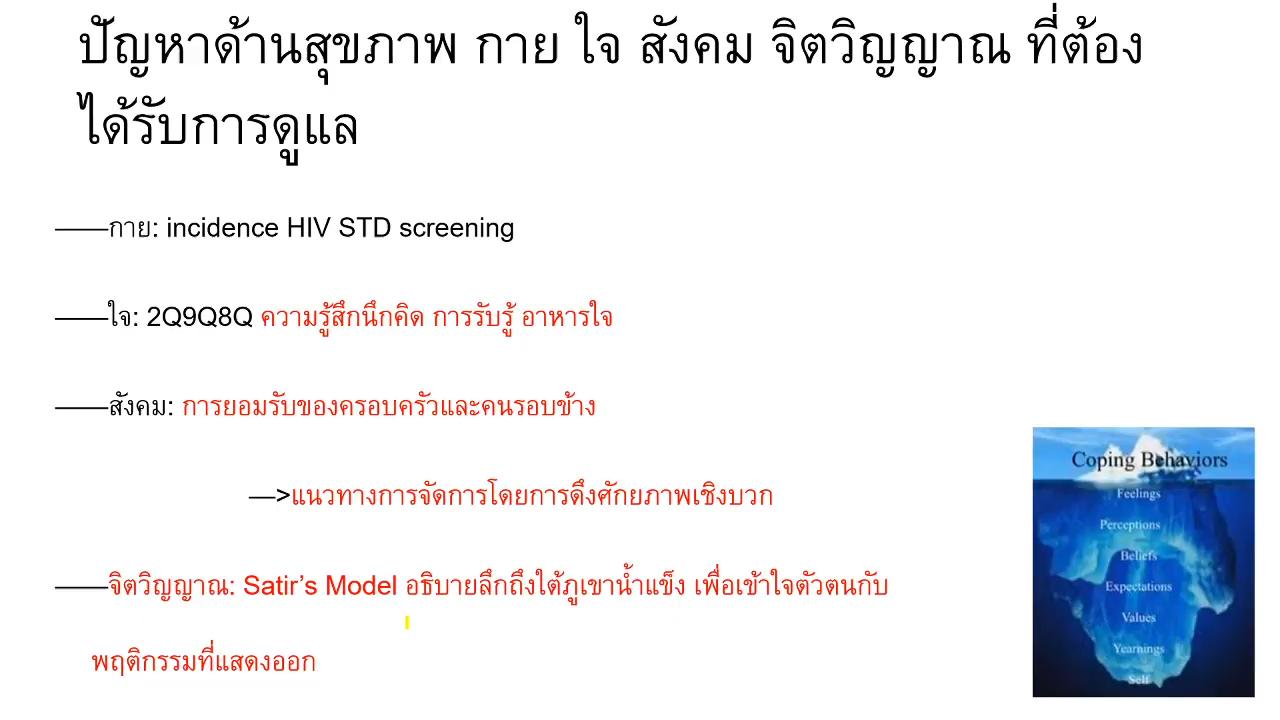 ปัญหาด้านสุขภาพ กาย ใจ สังคม จิตวิญญาณ ที่ต้อง
ได้รับการดูแล
——กาย: incidence HIV STD screening
——ใจ: 2Q9Q8Q ความรู้สึกนึกคิด การรับรู้ อาหารใจ
——สังคม: การยอมรับของครอบครัวและคนรอบข้าง
—>แนวทางการจัดการโดยการดึงศักยภาพเชิงบวก
——จิตวิญญาณ: Satir’s Model อธิบายลึกถึงใต้ภูเขาน้ำแข็ง เพื่อเข้าใจตัวตนกับ
พฤติกรรมที่แสดงออก
Coping Behaviors
Feelings
Perceptions
Beliefs
Expectations
Values
Yearnings
Self